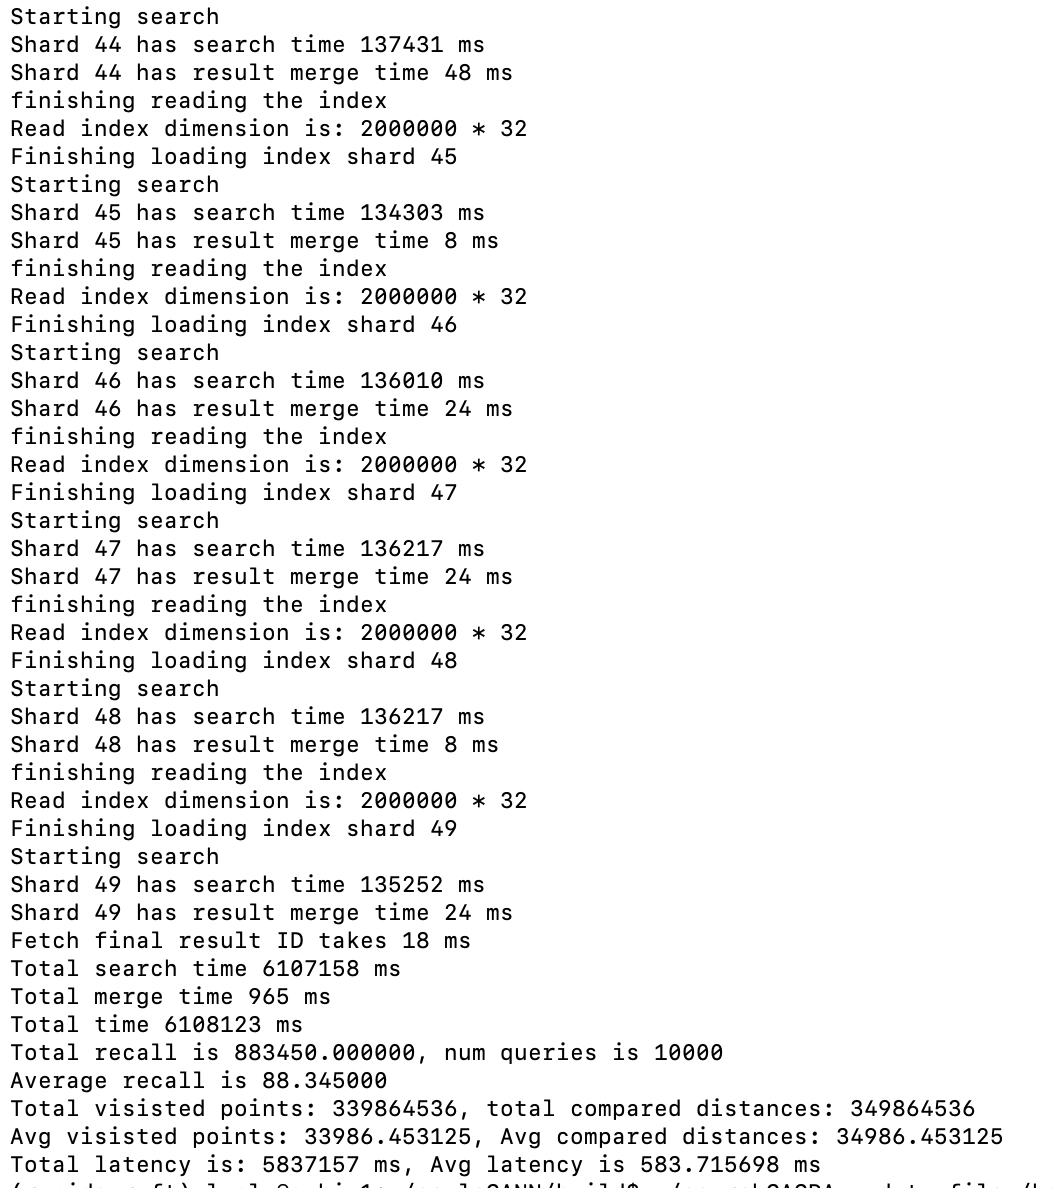 Starting search
Shard 44 has search time 137431 ms
Shard 44 has result merge time 48 ms
finishing reading the index
Read index dimension is: 2000000 * 32
Finishing loading index shard 45
Starting search
Shard 45 has search time 134303 ms
Shard 45 has result merge time 8 ms
finishing reading the index
Read index dimension is: 2000000 * 32
Finishing loading index shard 46
Starting search
Shard 46 has search time 136010 ms
Shard 46 has result merge time 24 ms
finishing reading the index
Read index dimension is: 2000000 * 32
Finishing loading index shard 47
Starting search
Shard 47 has search time 136217 ms
Shard 47 has result merge time 24 ms
finishing reading the index
Read index dimension is: 2000000 * 32
Finishing loading index shard 48
Starting search
Shard 48 has search time 136217 ms
Shard 48 has result merge time 8 ms
finishing reading the index
Read index dimension is: 2000000 * 32
Finishing loading index shard 49
Starting search
Shard 49 has search time 135252 ms
Shard 49 has result merge time 24 ms
Fetch final result ID takes 18 ms
Total search time 6107158 ms
Total merge time 965 ms
Total time 6108123 ms
Total recall is 883450.000000, num queries is 10000
Average recall is 88.345000
Total visisted points: 339864536, total compared distances: 349864536
Avg visisted points: 33986.453125, Avg compared distances: 34986.453125
Total latency is: 5837157 ms, Avg latency is 583.715698 ms